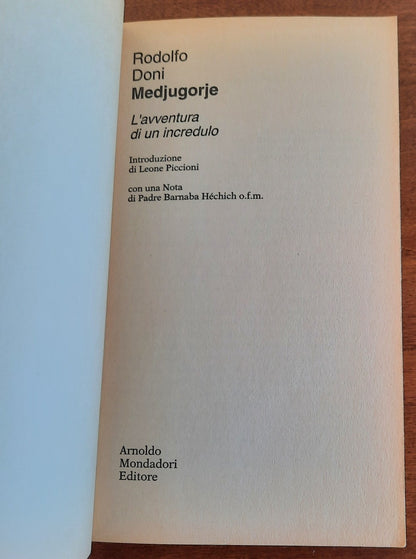 Rodolfo
Doni
Medjugorje
L'avventura
di un incredulo
Introduzione
di Leone Piccioni
con una Nota
di Padre Barnaba Héchich o.f.m.
Arnoldo
Mondadori
Editore